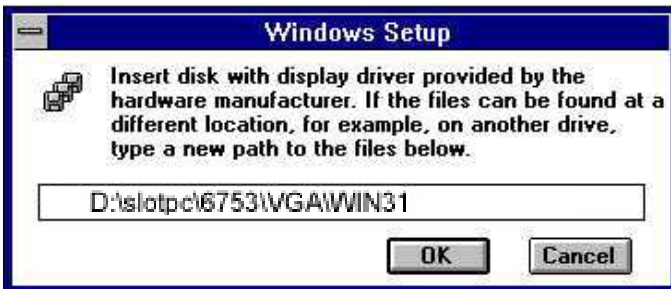 Windows Setup
Insert disk with display driver provided by the
hardware manufacturer. If the files can be found at a
different location, for example, on another drive,
type a new path to the files below.
D:\slotpc\6753\VGA\WIN31
OK Cancel